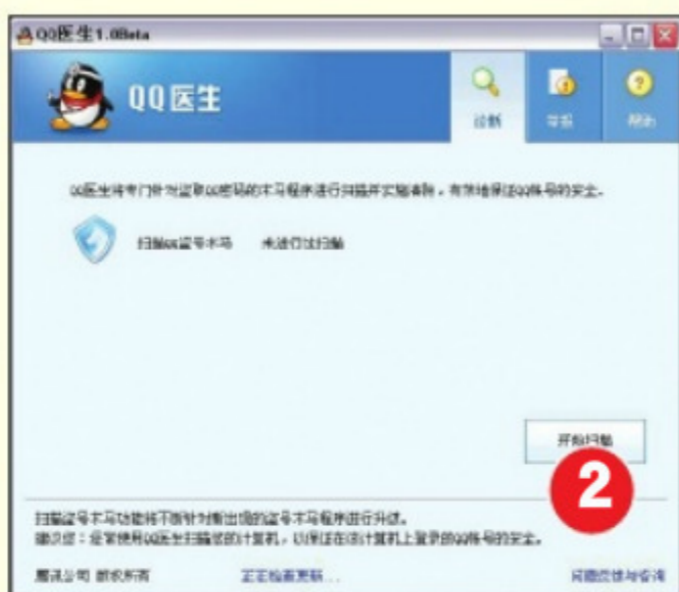 QQ医生1.0Beta
QQ医生
诊断
举报
帮助
QQ医生将专门针对盗取QQ密码的木马程序进行扫描并实施清除，有效地保证QQ帐号的安全。
扫描QQ盗号木马 未进行过扫描
开始扫描
2
扫描盗号木马功能将不断针对新出现的盗号木马程序进行升级。
建议您：经常使用QQ医生扫描您的计算机，以保证在该计算机上登录的QQ帐号的安全。
腾讯公司 版权所有 正在检查更新... 问题反馈与咨询